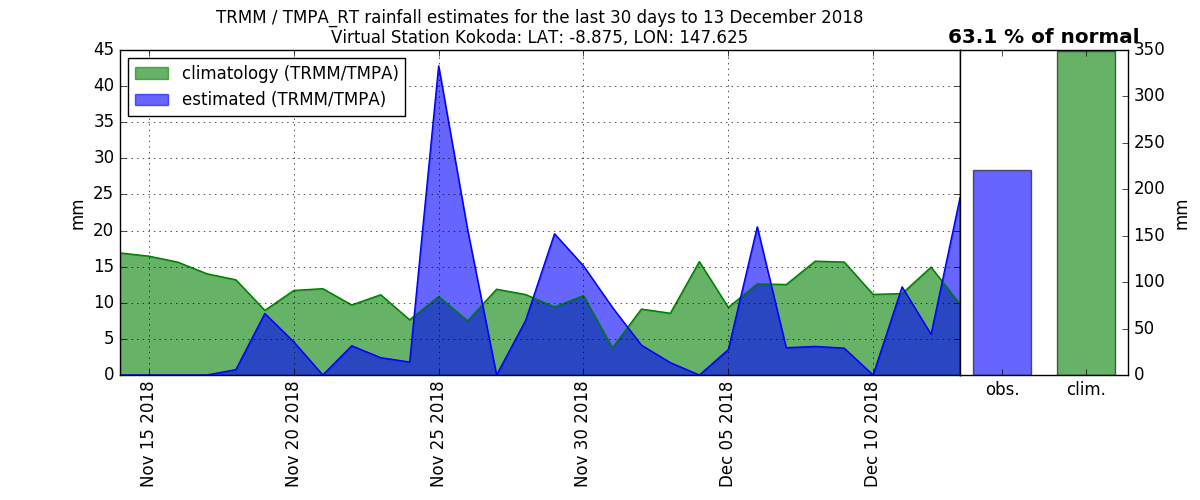 TRMM / TMPA_RT rainfall estimates for the last 30 days to 13 December 2018
Virtual Station Kokoda: LAT: -8.875, LON: 147.625
63.1 % of normal
climatology (TRMM/TMPA)
estimated (TRMM/TMPA)
45
40
35
30
25
20
15
10
5
0
mm
Nov 15 2018
Nov 20 2018
Nov 25 2018
Nov 30 2018
Dec 05 2018
Dec 10 2018
obs.
clim.
350
300
250
200
150
100
50
0
mm